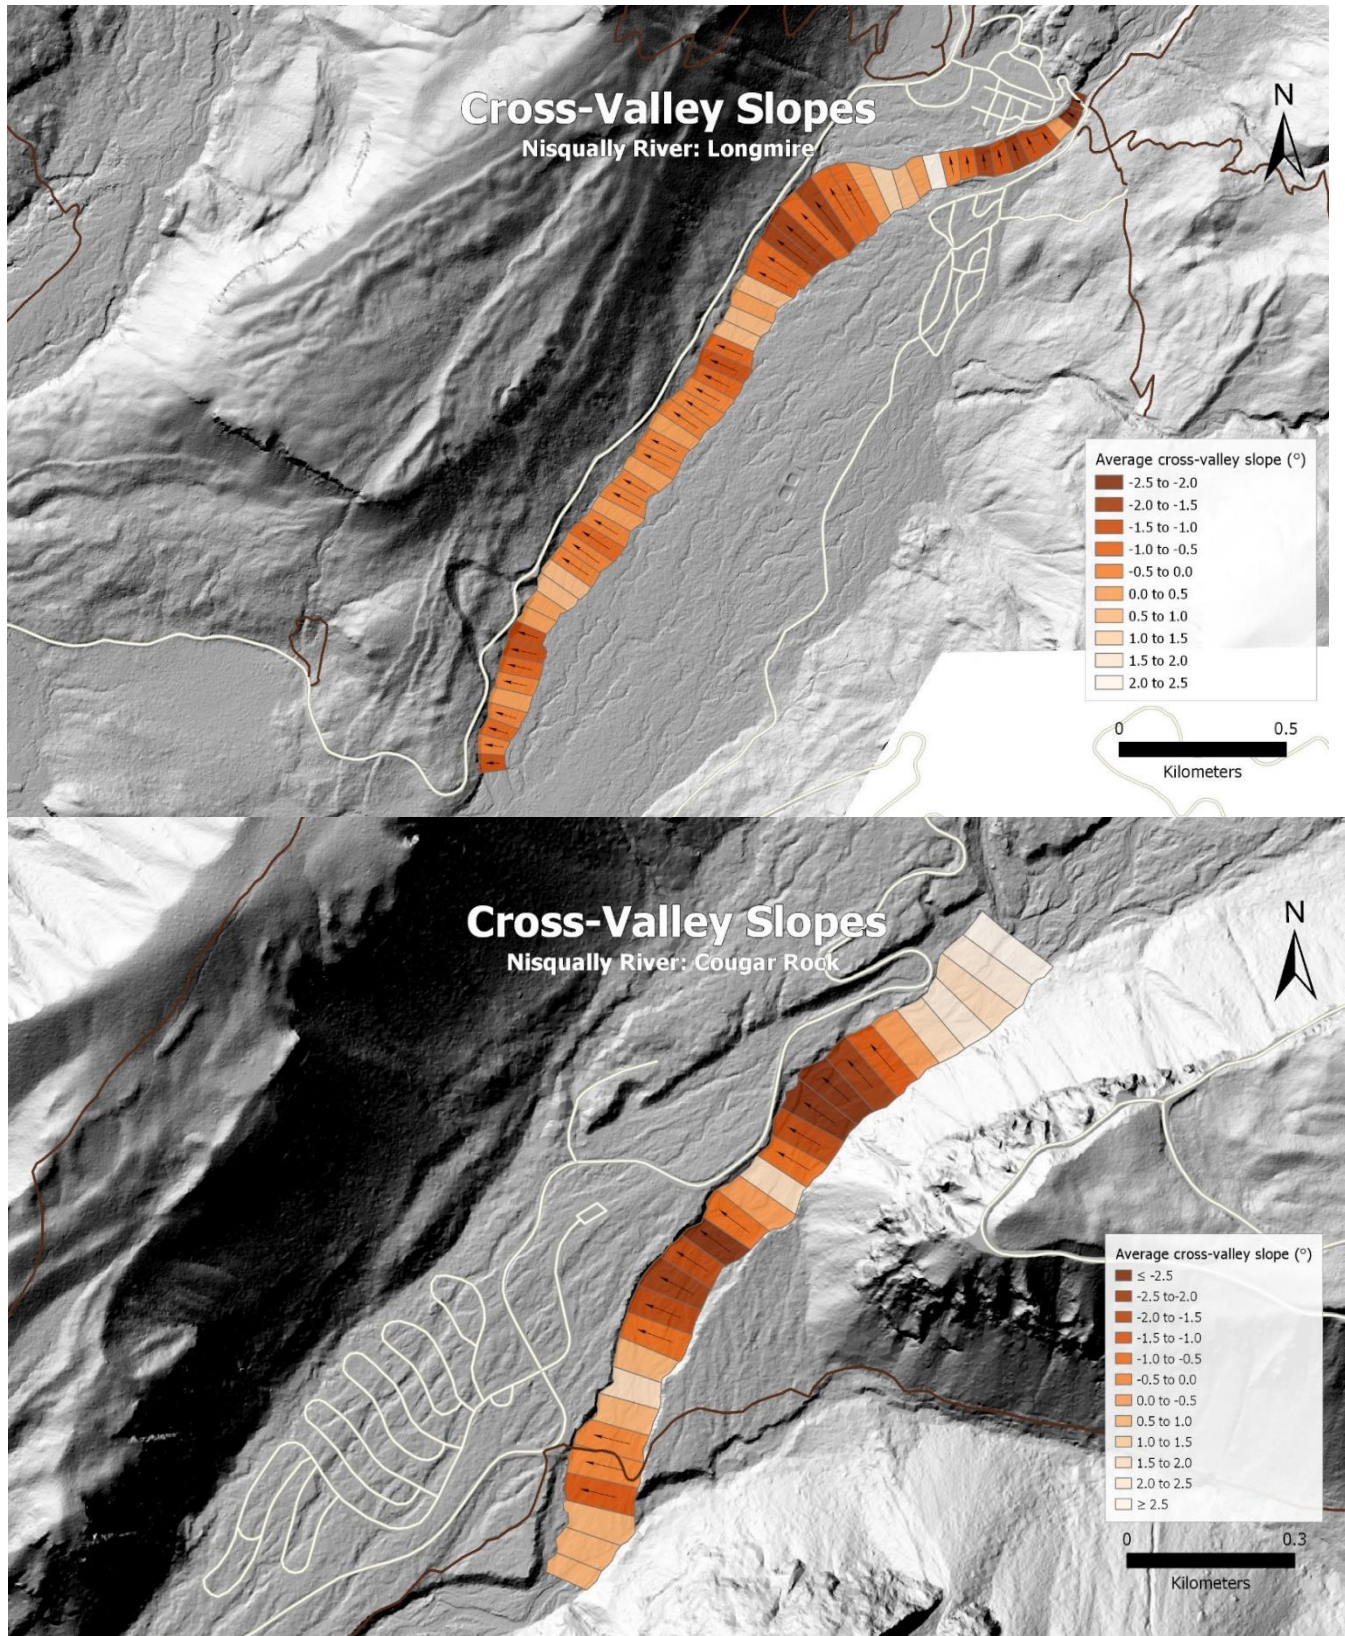 Cross-Valley Slopes
Nisqually River: Longmire
N
Average cross-valley slope (°)
-2.5 to -2.0
-2.0 to -1.5
-1.5 to -1.0
-1.0 to -0.5
-0.5 to 0.0
0.0 to 0.5
0.5 to 1.0
1.0 to 1.5
1.5 to 2.0
2.0 to 2.5
0 0.5
Kilometers
Cross-Valley Slopes
Nisqually River: Cougar Rock
N
Average cross-valley slope (°)
≤ -2.5
-2.5 to-2.0
-2.0 to -1.5
-1.5 to -1.0
-1.0 to -0.5
-0.5 to 0.0
0.0 to -0.5
0.5 to 1.0
1.0 to 1.5
1.5 to 2.0
2.0 to 2.5
≥ 2.5
0 0.3
Kilometers